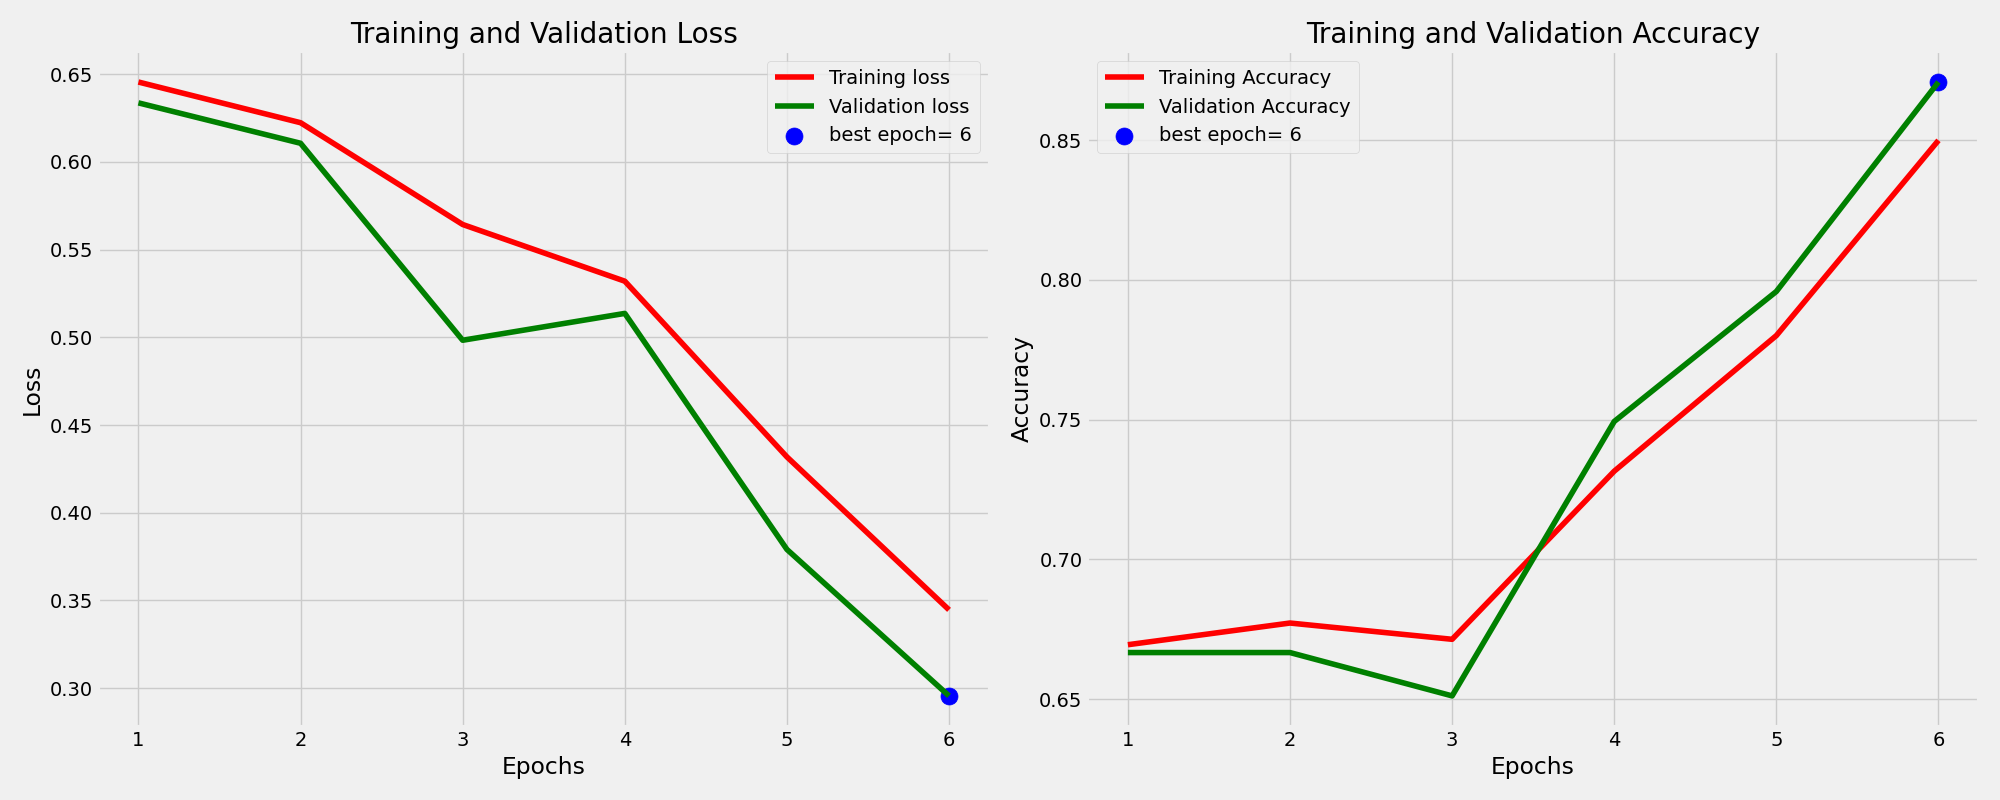 Training and Validation Loss
Training loss
Validation loss
best epoch= 6
0.65
0.60
0.55
0.50
0.45
0.40
0.35
0.30
Loss
1 2 3 4 5 6
Epochs
Training and Validation Accuracy
Training Accuracy
Validation Accuracy
best epoch= 6
0.85
0.80
0.75
0.70
0.65
Accuracy
1 2 3 4 5 6
Epochs